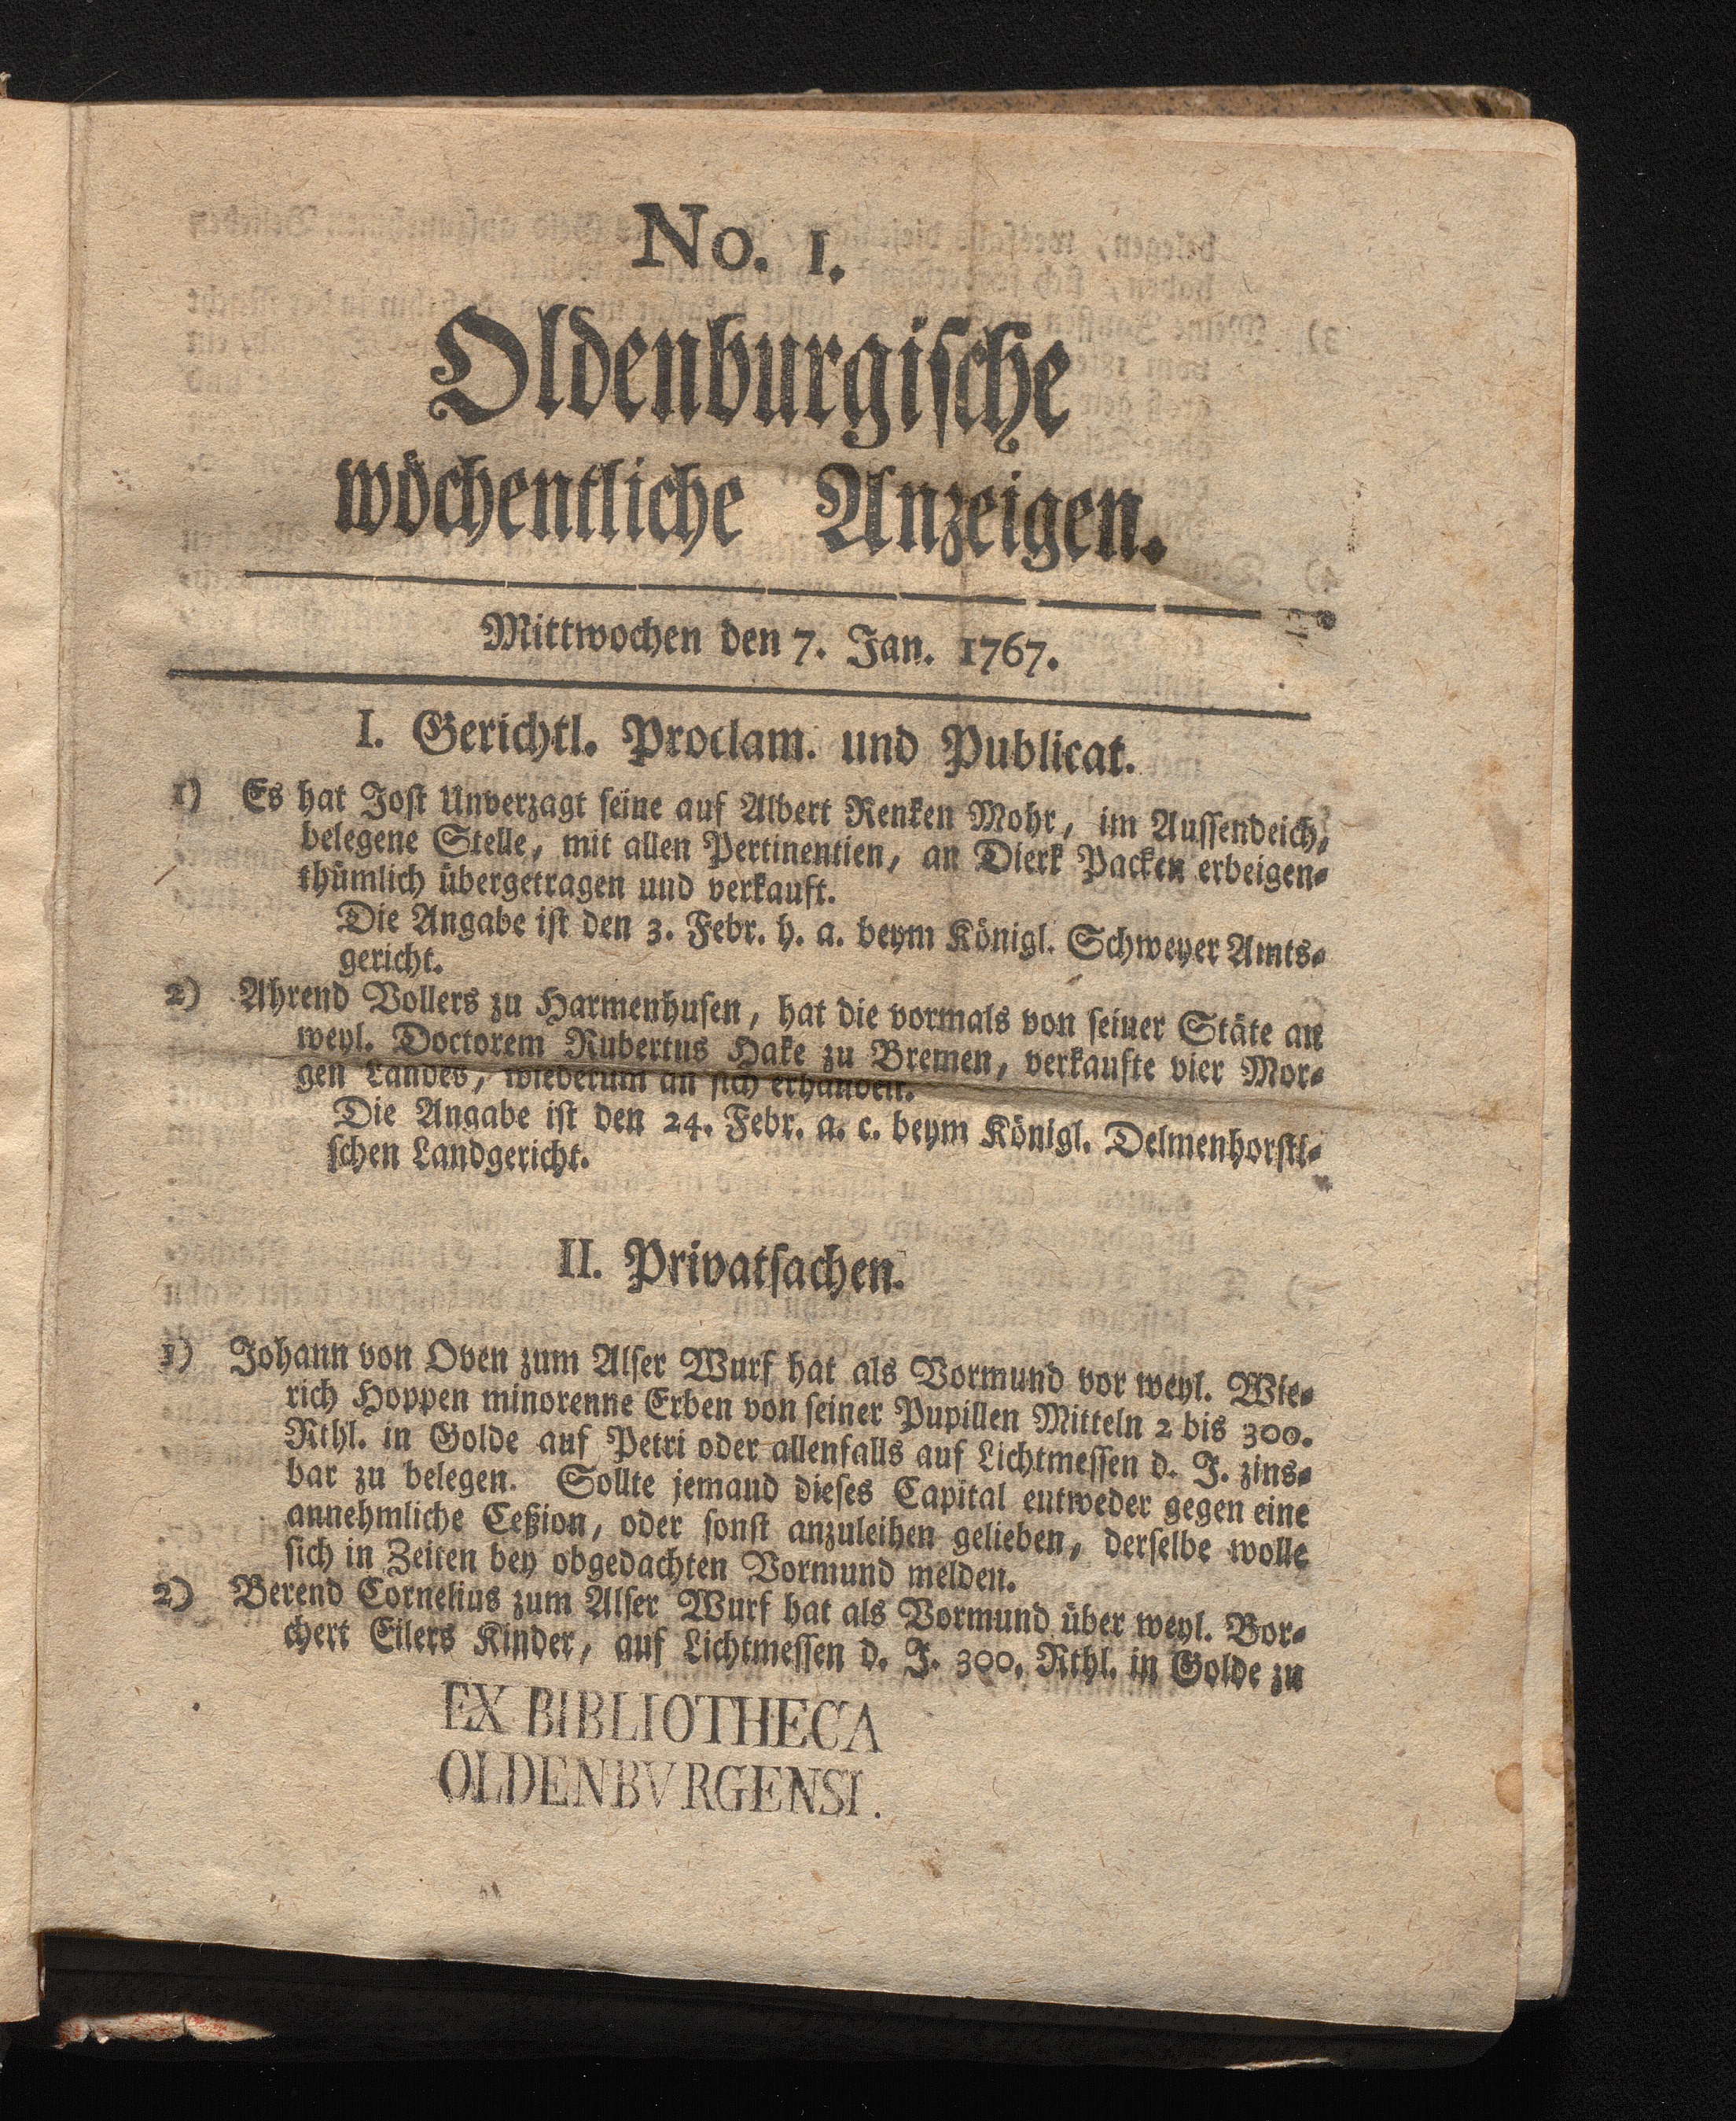 No. 1.
Oldenburgische
wöchentliche Anzeigen.
Mittwochen den 7. Jan. 1767.
I. Gerichtl. Proclam. und Publicat.
1) Es hat Jost Unverzagt seine auf Albert Renken Mohr, im Aussendeich,
belegene Stelle, mit allen Pertinentien, an Dierk Packen erbeigen-
thümlich übergetragen und verkauft.
Die Angabe ist den 3. Febr. h. a. beym Königl. Schweyer Amts-
gericht.
2) Ahrend Vollers zu Harmenhusen, hat die vormals von seiner Stäte an
weyl. Doctorem Rubertus Hake zu Bremen, verkaufte vier Mor-
gen Landes, wiederum an sich erhandelt.
Die Angabe ist den 24. Febr. a. c. beym Königl. Delmenhorsti-
schen Landgericht.
II. Privatsachen.
1) Johann von Oven zum Alser Wurf hat als Vormund vor weyl. Wie-
rich Hoppen minorenne Erben von seiner Pupillen Mitteln 2 bis 300.
Rthl. in Golde auf Petri oder allenfalls auf Lichtmessen d. J. zins-
bar zu belegen. Sollte jemand dieses Capital entweder gegen eine
annehmliche Ceßion, oder sonst anzuleihen gelieben, derselbe wolle
sich in Zeiten bey obgedachten Vormund melden.
2) Berend Cornelius zum Alser Wurf hat als Vormund über weyl. Bor-
chert Eilers Kinder, auf Lichtmessen d. J. 300. Rthl. in Golde zu
EX BIBLIOTHECA
OLDENBVRGENSI.